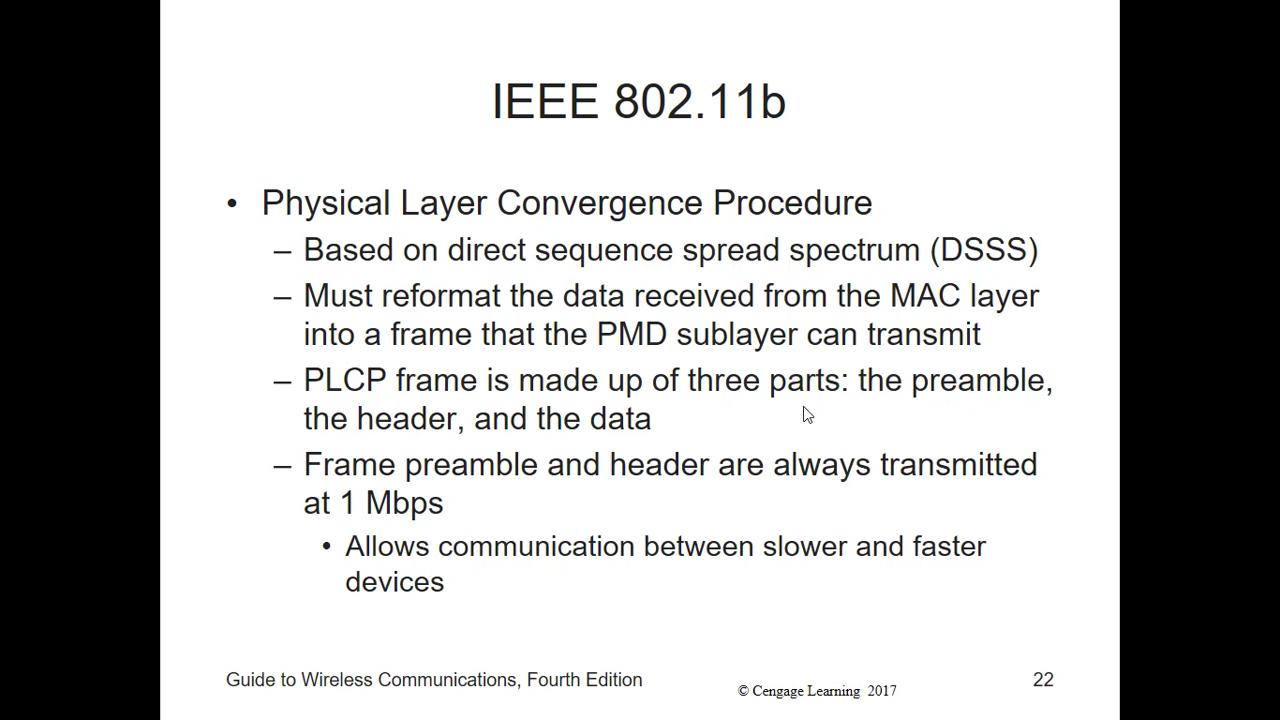 IEEE 802.11b
• Physical Layer Convergence Procedure
– Based on direct sequence spread spectrum (DSSS)
– Must reformat the data received from the MAC layer
into a frame that the PMD sublayer can transmit
– PLCP frame is made up of three parts: the preamble,
the header, and the data
– Frame preamble and header are always transmitted
at 1 Mbps
• Allows communication between slower and faster
devices
Guide to Wireless Communications, Fourth Edition
© Cengage Learning 2017
22